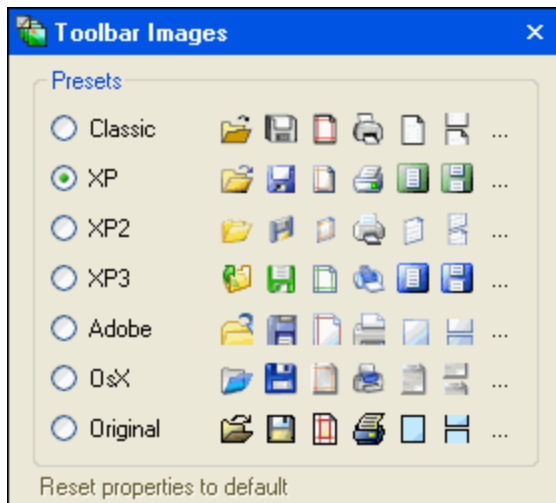 Toolbar Images
Presets
Classic ...
XP ...
XP2 ...
XP3 ...
Adobe ...
OsX ...
Original ...
Reset properties to default